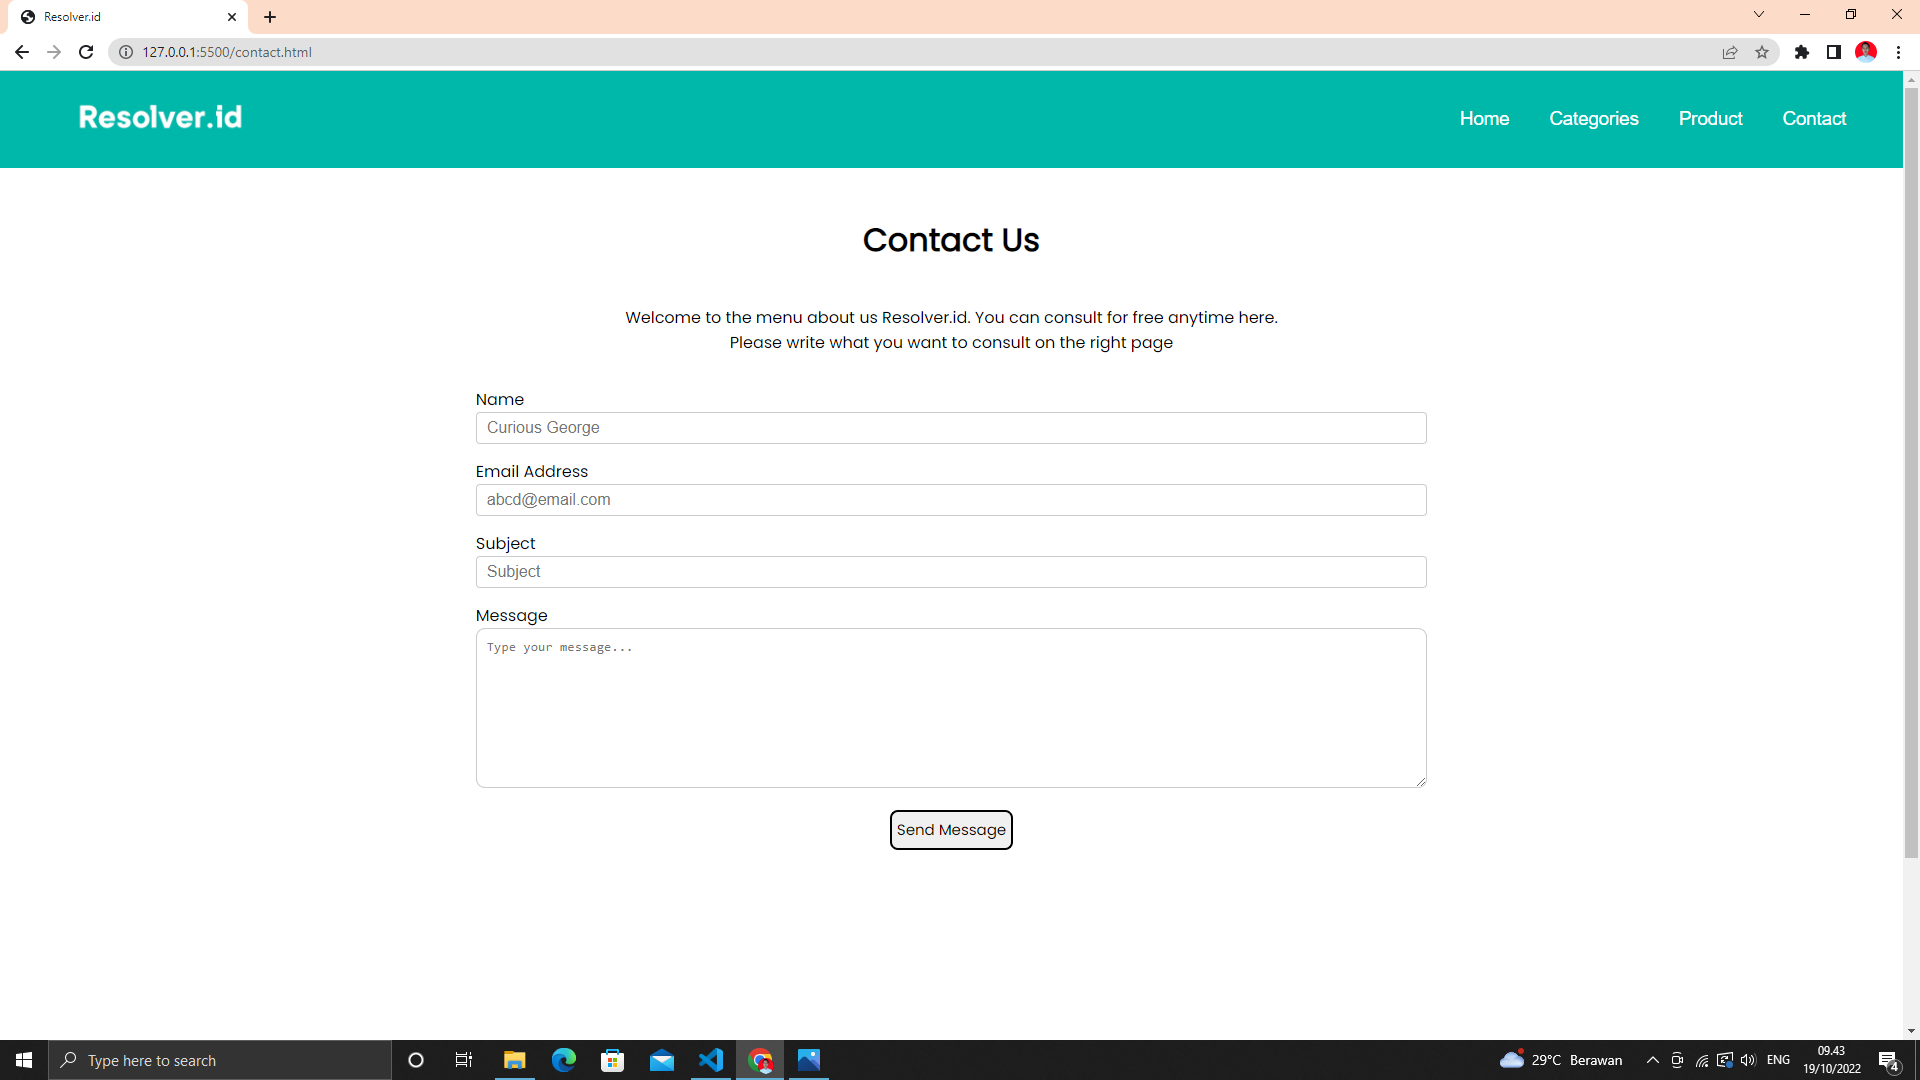 Resolver.id
127.0.0.1:5500/contact.html
Resolver.id
Home Categories Product Contact
Contact Us
Welcome to the menu about us Resolver.id. You can consult for free anytime here.
Please write what you want to consult on the right page
Name
Curious George
Email Address
abcd@email.com
Subject
Subject
Message
Type your message...
Send Message
Type here to search
29°C Berawan
ENG
09.43
19/10/2022
4